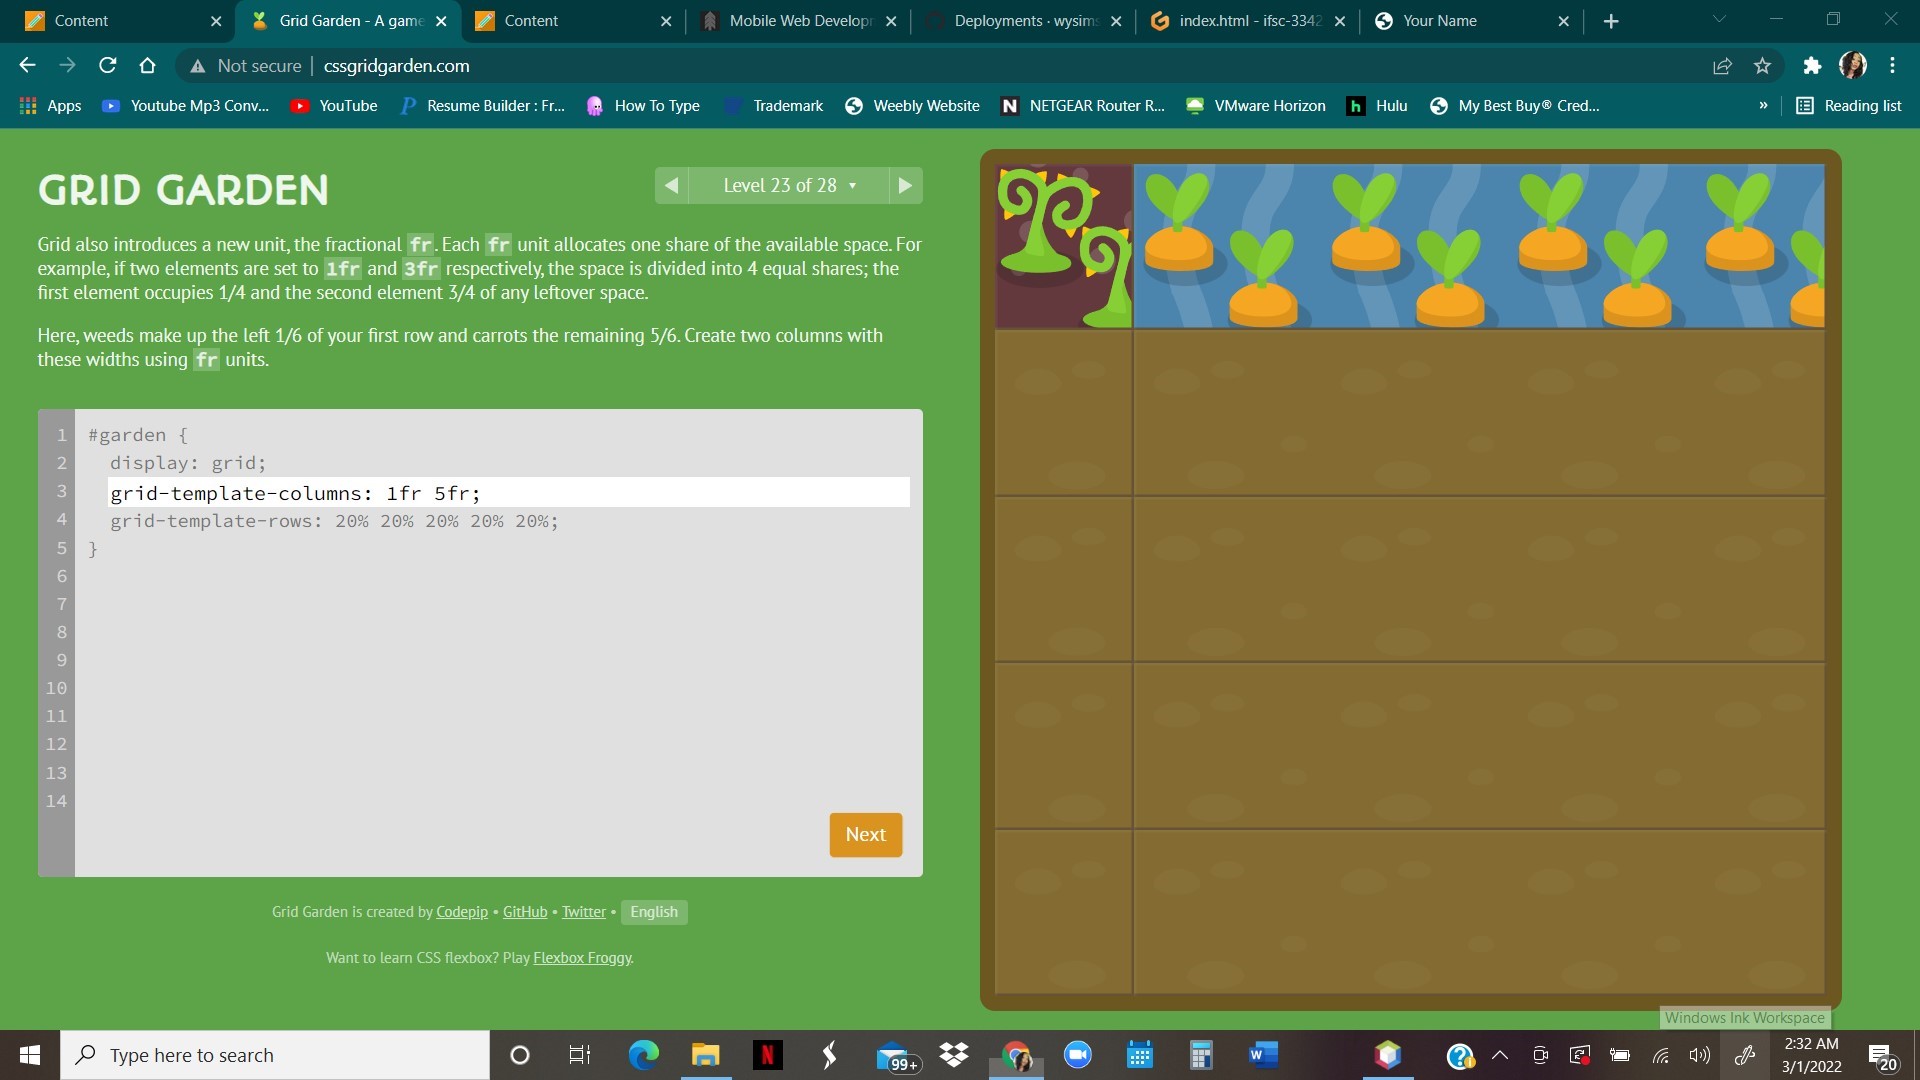 Content
Grid Garden - A game
Content
Mobile Web Develop
Deployments · wysims
index.html - ifsc-3342
Your Name
Not secure | cssgridgarden.com
Apps
Youtube Mp3 Conv...
YouTube
Resume Builder : Fr...
How To Type
Trademark
Weebly Website
NETGEAR Router R...
VMware Horizon
Hulu
My Best Buy® Cred...
»
Reading list
GRID GARDEN
Level 23 of 28
Grid also introduces a new unit, the fractional fr. Each fr unit allocates one share of the available space. For
example, if two elements are set to 1fr and 3fr respectively, the space is divided into 4 equal shares; the
first element occupies 1/4 and the second element 3/4 of any leftover space.
Here, weeds make up the left 1/6 of your first row and carrots the remaining 5/6. Create two columns with
these widths using fr units.
1 #garden {
2 display: grid;
3 grid-template-columns: 1fr 5fr;
4 grid-template-rows: 20% 20% 20% 20% 20%;
5 }
6
7
8
9
10
11
12
13
14
Next
Grid Garden is created by Codepip • GitHub • Twitter • English
Want to learn CSS flexbox? Play Flexbox Froggy.
Windows Ink Workspace
Type here to search
99+
2:32 AM
3/1/2022
20